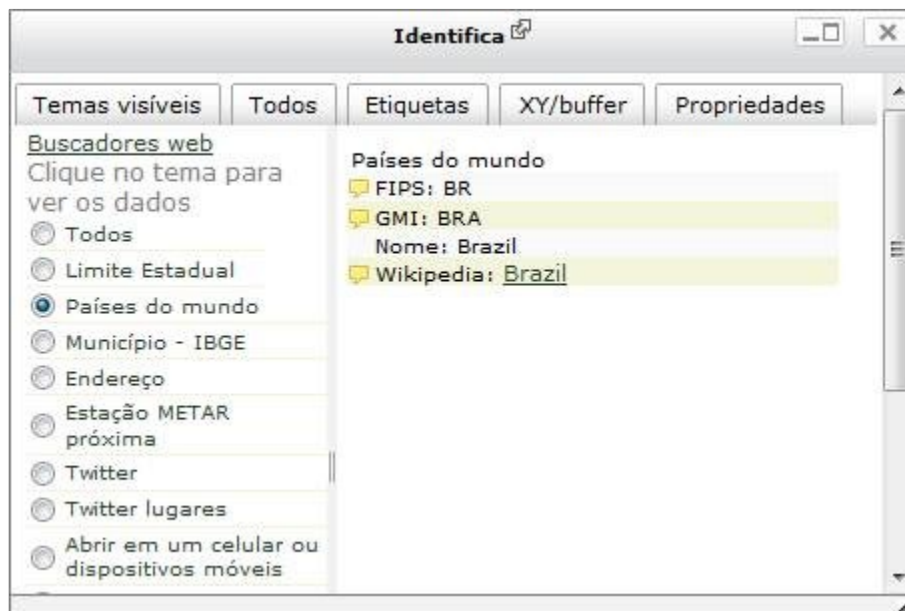 Identifica
Temas visíveis
Todos
Etiquetas
XY/buffer
Propriedades
Buscadores web
Clique no tema para
ver os dados
Todos
Limite Estadual
Países do mundo
Município - IBGE
Endereço
Estação METAR
próxima
Twitter
Twitter lugares
Abrir em um celular ou
dispositivos móveis
Países do mundo
FIPS: BR
GMI: BRA
Nome: Brazil
Wikipedia: Brazil